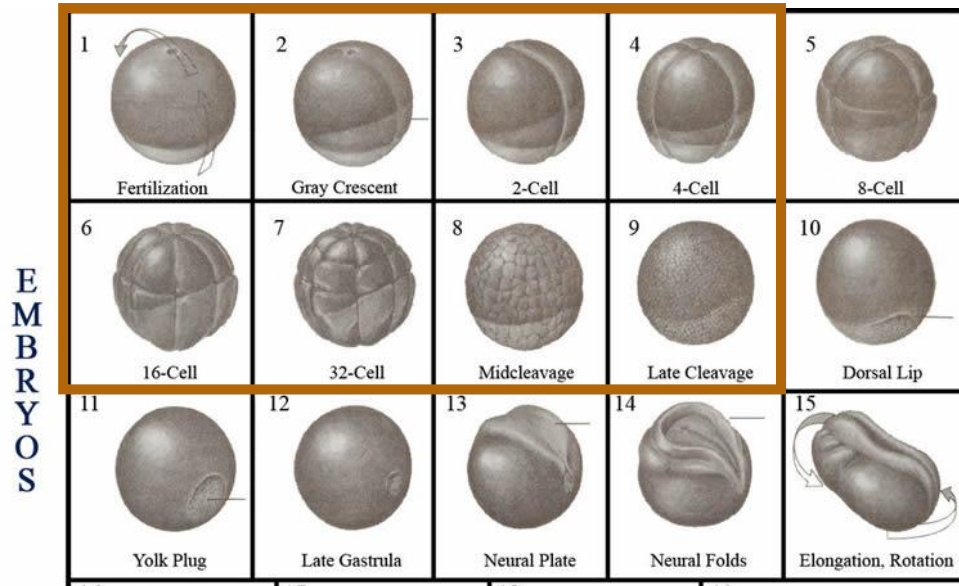 EMBRYOS
1
Fertilization
2
Gray Crescent
3
2-Cell
4
4-Cell
5
8-Cell
6
16-Cell
7
32-Cell
8
Midcleavage
9
Late Cleavage
10
Dorsal Lip
11
Yolk Plug
12
Late Gastrula
13
Neural Plate
14
Neural Folds
15
Elongation, Rotation